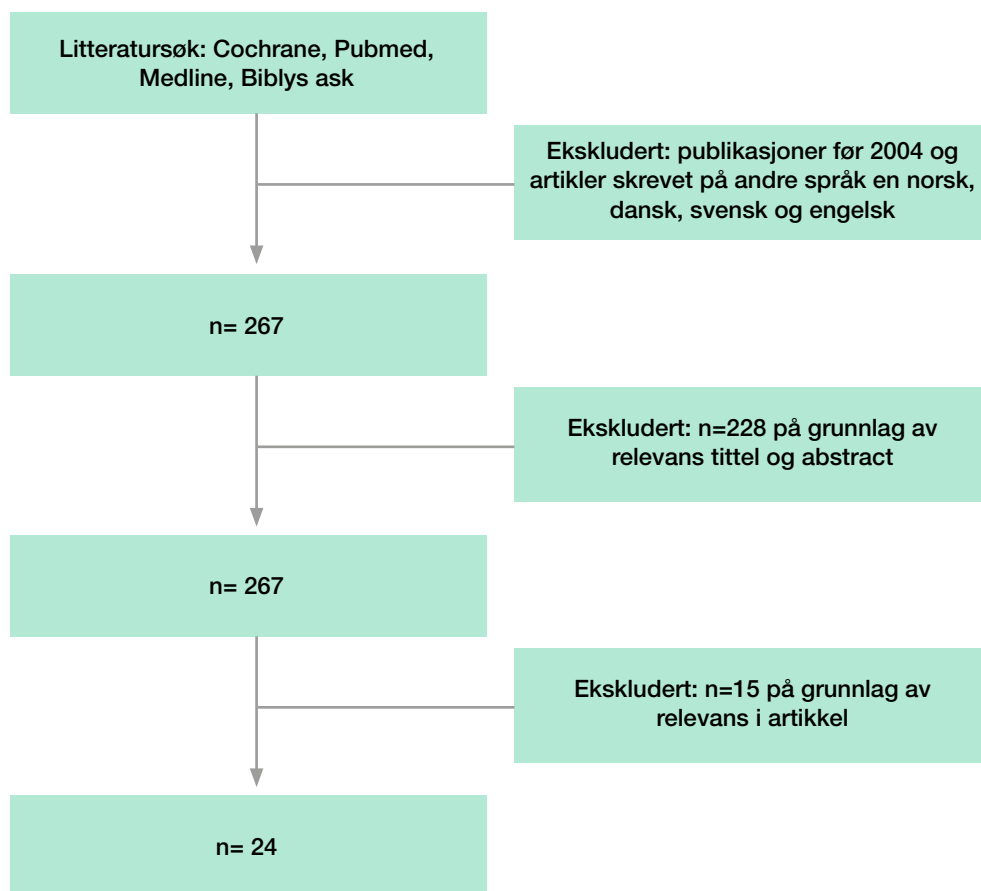 Litteratursøk: Cochrane, Pubmed,
Medline, Biblys ask
Ekskludert: publikasjoner før 2004 og
artikler skrevet på andre språk en norsk,
dansk, svensk og engelsk
n= 267
Ekskludert: n=228 på grunnlag av
relevans tittel og abstract
n= 267
Ekskludert: n=15 på grunnlag av
relevans i artikkel
n= 24